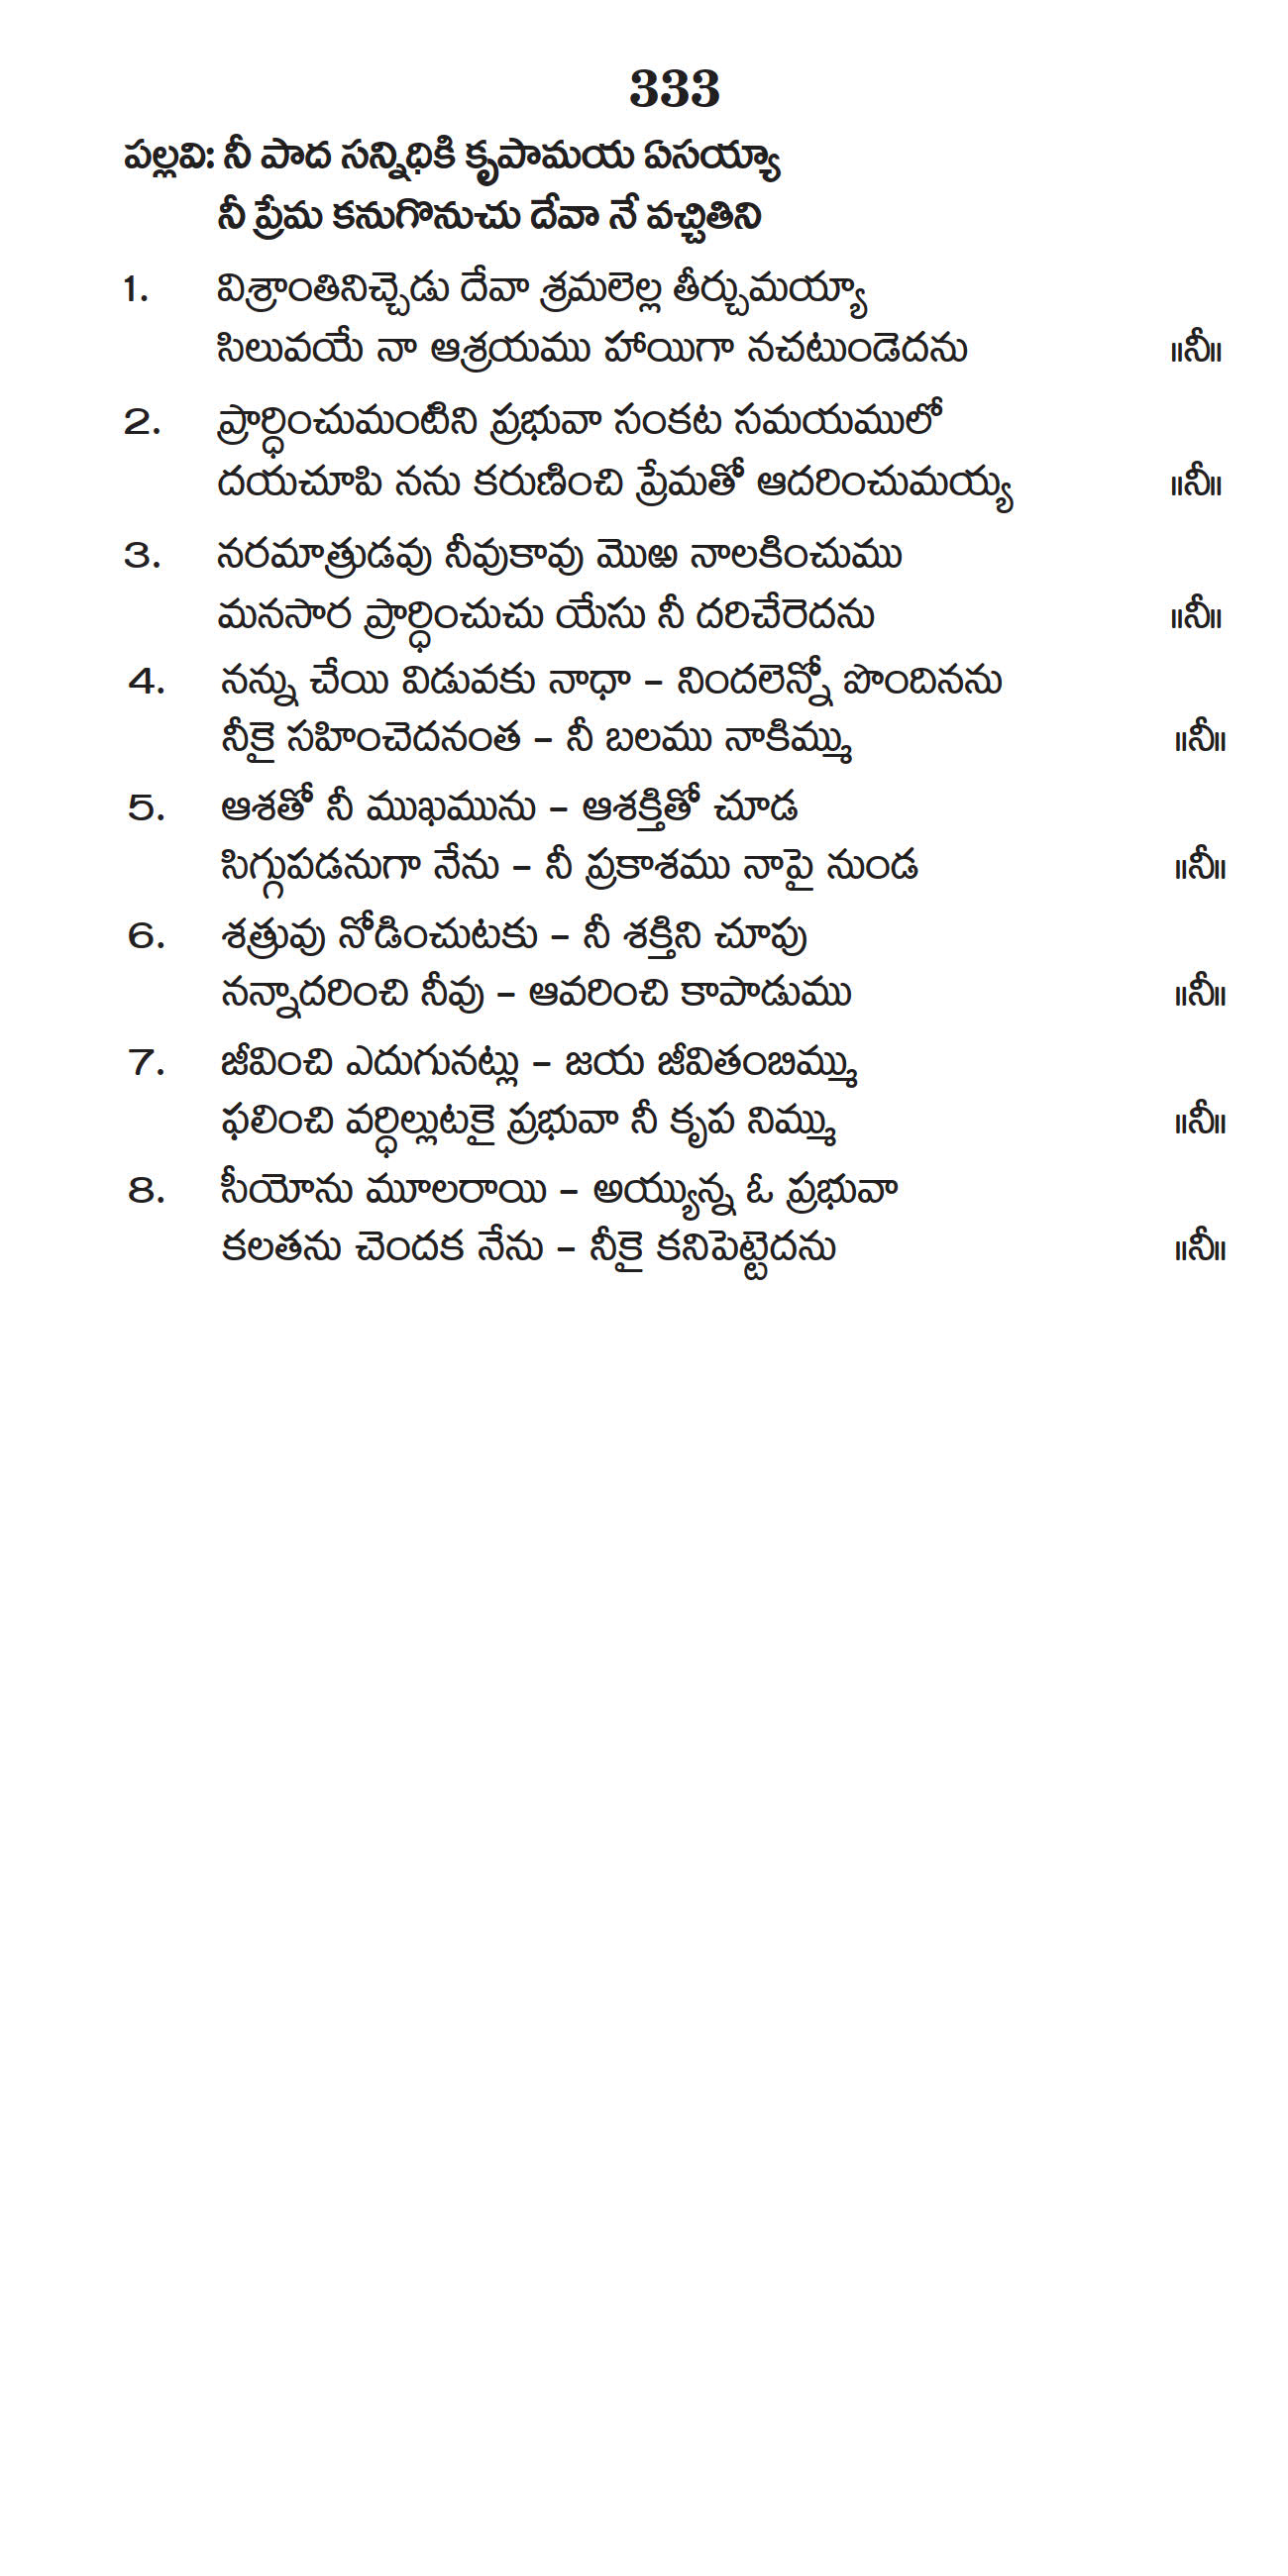 333
పల్లవి: నీ పాద సన్నిధికి కృపామయ ఏసయ్యా
నీ ప్రేమ కనుగొనుచు దేవా నే వచ్చితిని
1. విశ్రాంతినిచ్చెడు దేవా శ్రమలెల్ల తీర్చుమయ్యా
సిలువయే నా ఆశ్రయము హాయిగా నచటుండెదను ॥నీ॥
2. ప్రార్ధించుమంటిని ప్రభువా సంకట సమయములో
దయచూపి నను కరుణించి ప్రేమతో ఆదరించుమయ్య ॥నీ॥
3. నరమాత్రుడవు నీవుకావు మొఱ నాలకించుము
మనసార ప్రార్ధించుచు యేసు నీ దరిచేరెదను ॥నీ॥
4. నన్ను చేయి విడువకు నాధా – నిందలెన్నో పొందినను
నీకై సహించెదనంత – నీ బలము నాకిమ్ము ॥నీ॥
5. ఆశతో నీ ముఖమును – ఆశక్తితో చూడ
సిగ్గుపడనుగా నేను – నీ ప్రకాశము నాపై నుండ ॥నీ॥
6. శత్రువు నోడించుటకు – నీ శక్తిని చూపు
నన్నాదరించి నీవు – ఆవరించి కాపాడుము ॥నీ॥
7. జీవించి ఎదుగునట్లు – జయ జీవితంబిమ్ము
ఫలించి వర్ధిల్లుటకై ప్రభువా నీ కృప నిమ్ము ॥నీ॥
8. సీయోను మూలరాయి – అయ్యున్న ఓ ప్రభువా
కలతను చెందక నేను – నీకై కనిపెట్టెదను ॥నీ॥